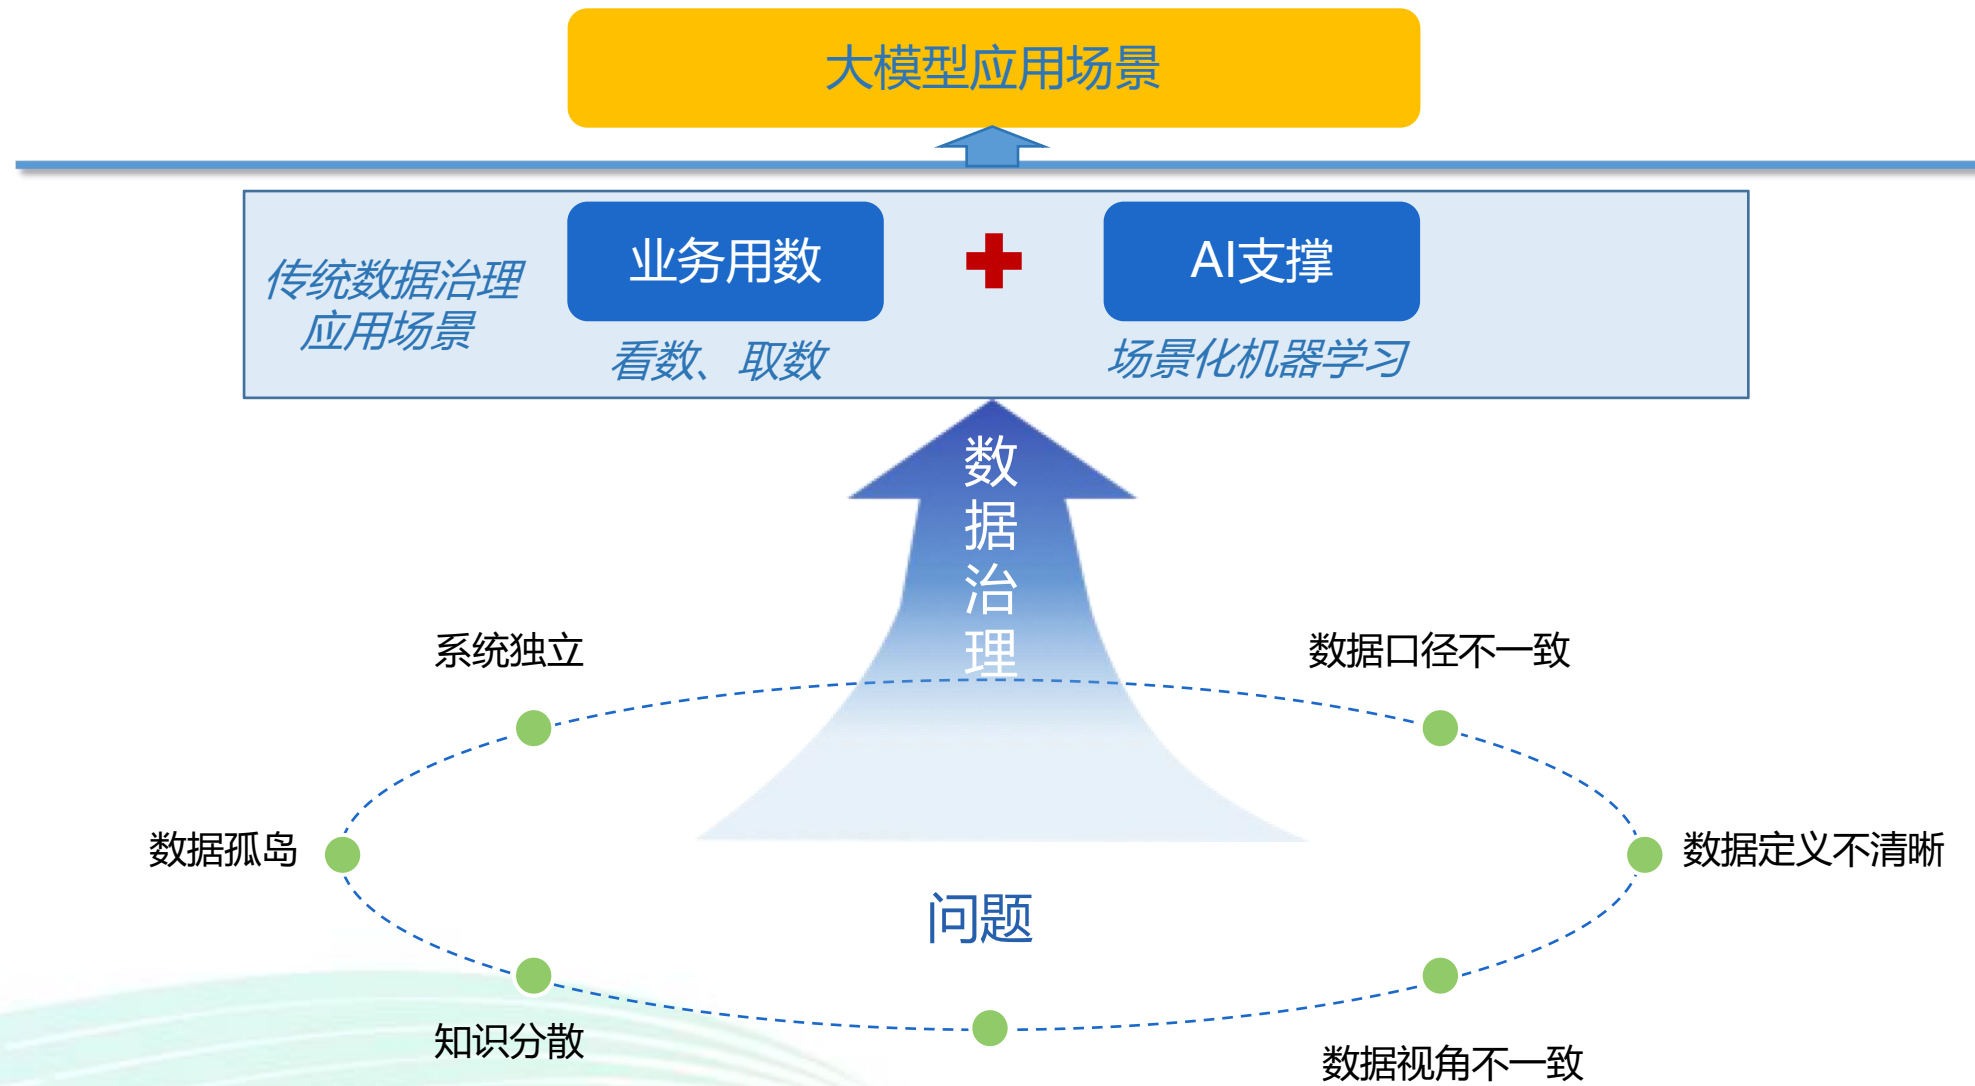 大模型应用场景
传统数据治理
应用场景
业务用数
AI支撑
看数、取数
场景化机器学习
数
据
治
理
系统独立
数据口径不一致
数据孤岛
数据定义不清晰
问题
知识分散
数据视角不一致